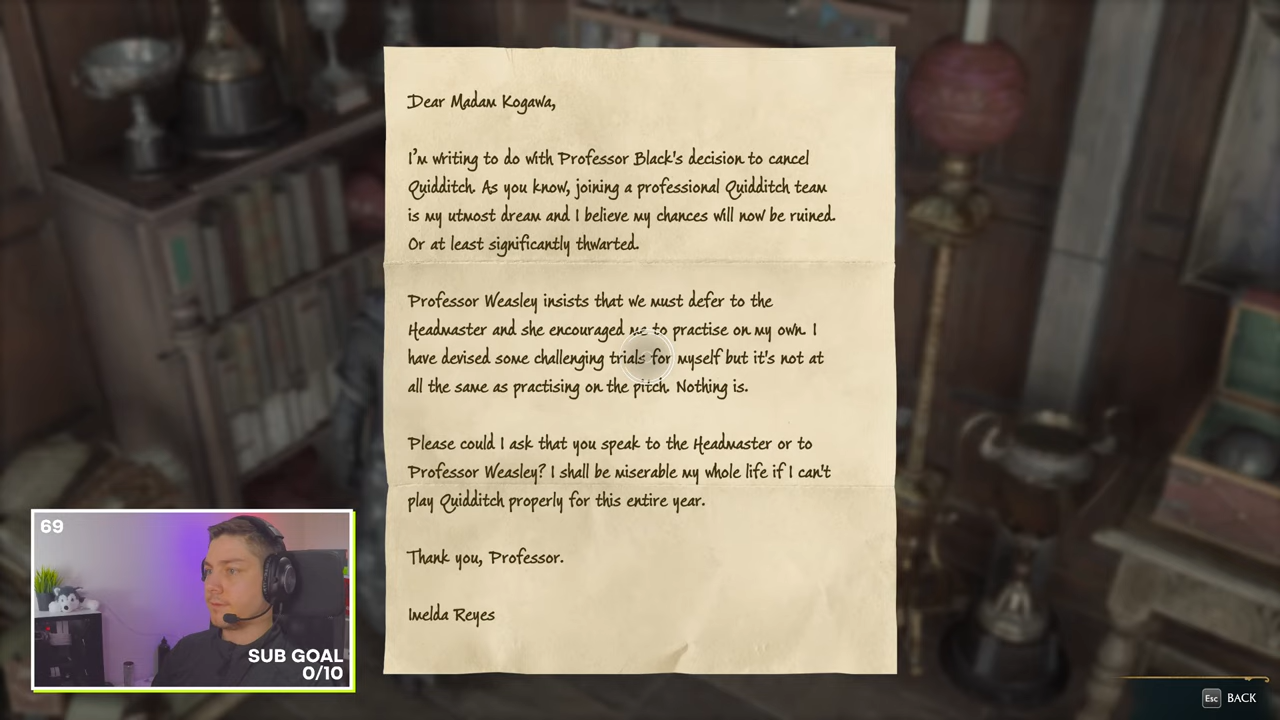 Dear Madam Kogawa,
I'm writing to do with Professor Black's decision to cancel
Quidditch. As you know, joining a professional Quidditch team
is my utmost dream and I believe my chances will now be ruined.
Or at least significantly thwarted.
Professor Weasley insists that we must defer to the
Headmaster and she encouraged me to practise on my own. I
have devised some challenging trials for myself but it's not at
all the same as practising on the pitch. Nothing is.
Please could I ask that you speak to the Headmaster or to
Professor Weasley? I shall be miserable my whole life if I can't
play Quidditch properly for this entire year.
Thank you, Professor.
Imelda Reyes
69
SUB GOAL
0/10
Esc BACK